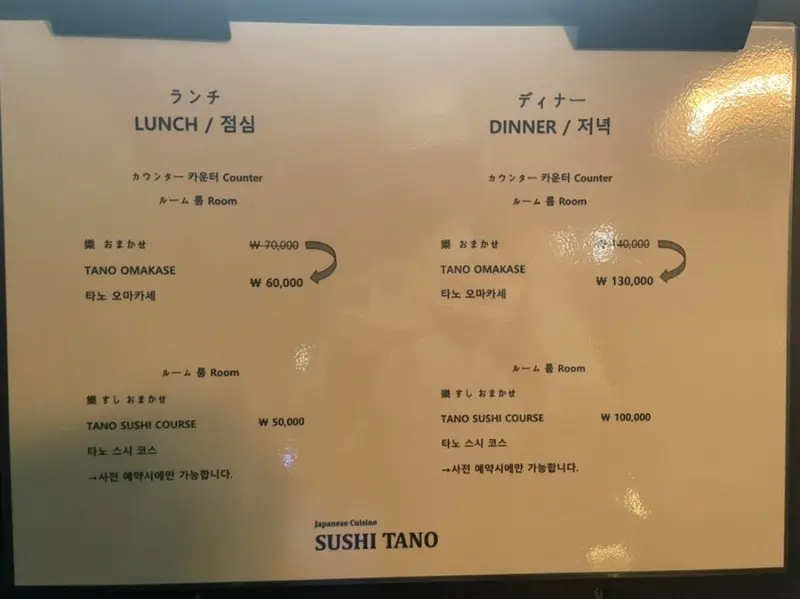 ランチ
LUNCH / 점심
カウンター 카운터 Counter
ルーム 룸 Room
樂 おまかせ
₩ 70,000
TANO OMAKASE
₩ 60,000
타노 오마카세
ルーム 룸 Room
樂 すし おまかせ
TANO SUSHI COURSE
₩ 50,000
타노 스시 코스
→사전 예약시에만 가능합니다.
ディナー
DINNER / 저녁
カウンター 카운터 Counter
ルーム 룸 Room
樂 おまかせ
₩ 140,000
TANO OMAKASE
₩ 130,000
타노 오마카세
ルーム 룸 Room
樂 すし おまかせ
TANO SUSHI COURSE
₩ 100,000
타노 스시 코스
→사전 예약시에만 가능합니다.
Japanese Cuisine
SUSHI TANO